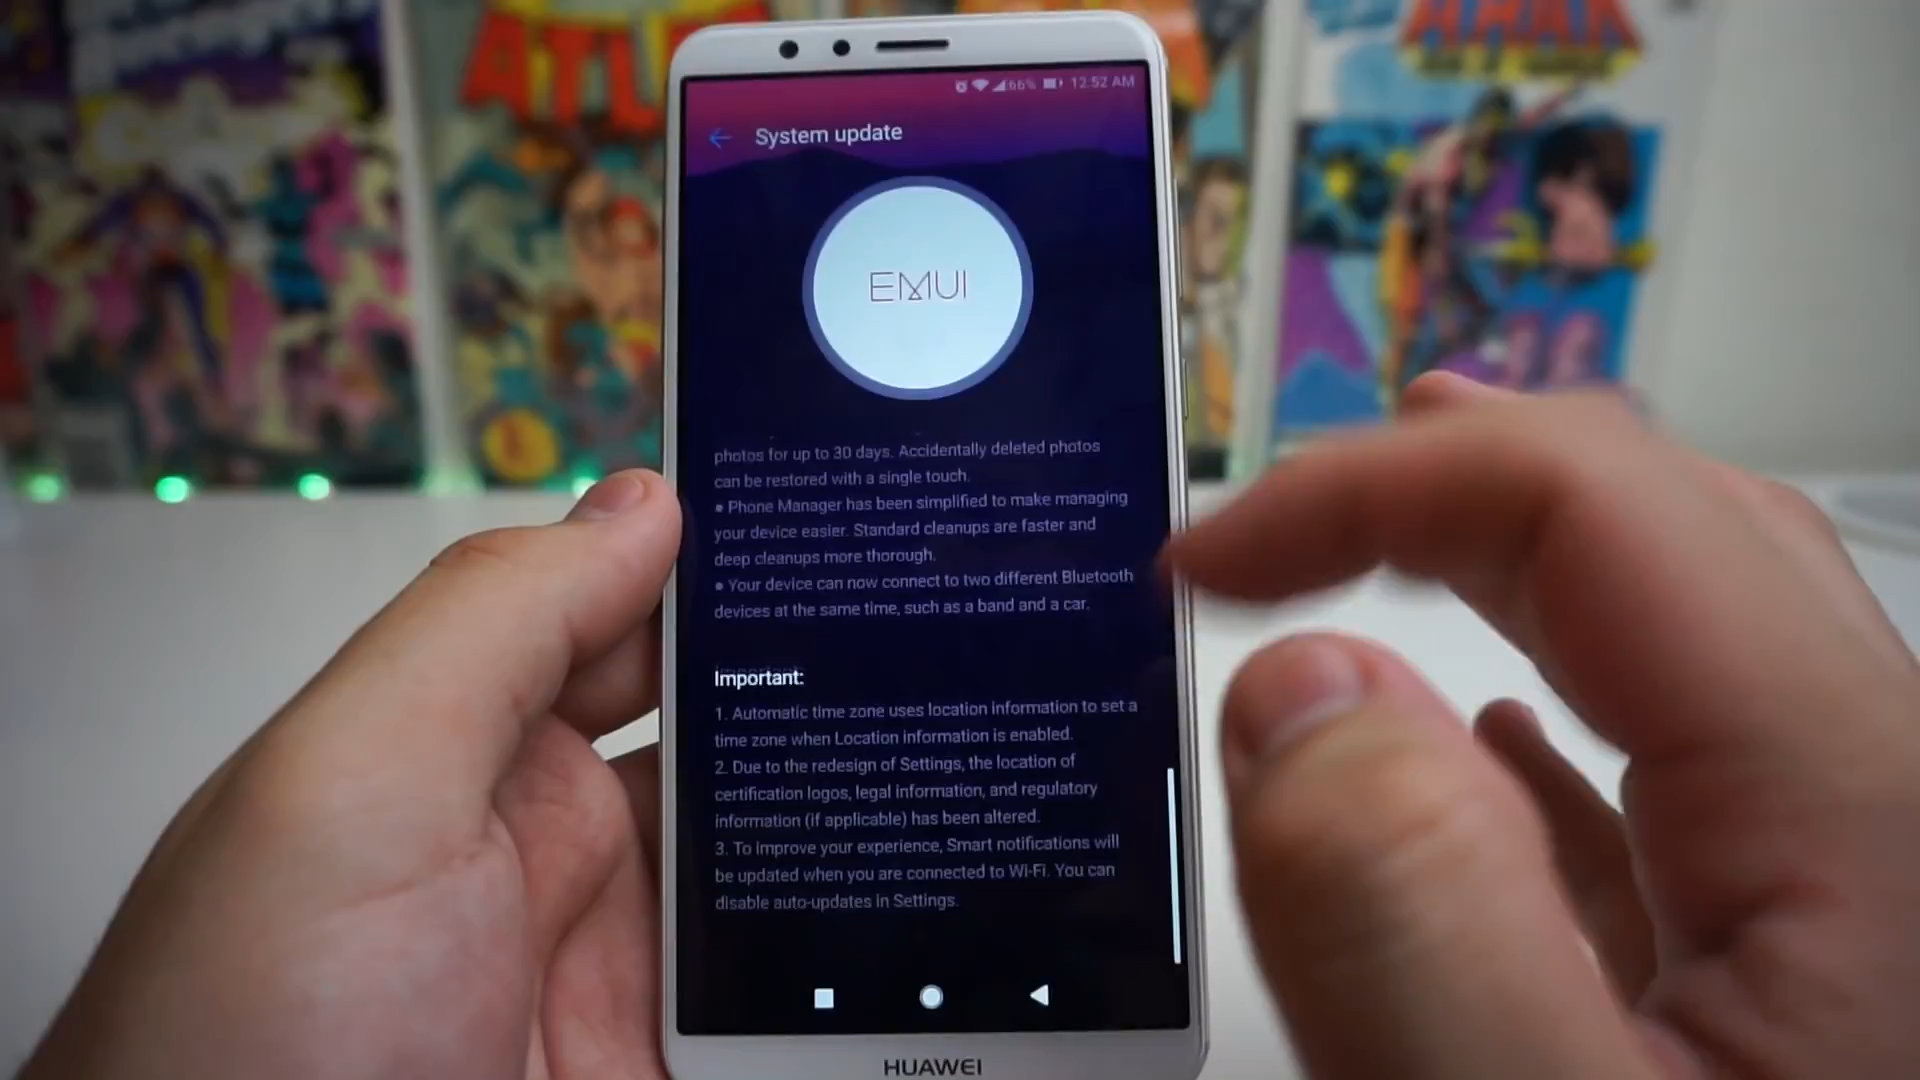 66% 12:52 AM
System update
EMUI
photos for up to 30 days. Accidentally deleted photos
can be restored with a single touch.
● Phone Manager has been simplified to make managing
your device easier. Standard cleanups are faster and
deep cleanups more thorough.
● Your device can now connect to two different Bluetooth
devices at the same time, such as a band and a car.
Important:
1. Automatic time zone uses location information to set a
time zone when Location information is enabled.
2. Due to the redesign of Settings, the location of
certification logos, legal information, and regulatory
information (if applicable) has been altered.
3. To improve your experience, Smart notifications will
be updated when you are connected to Wi-Fi. You can
disable auto-updates in Settings.
HUAWEI